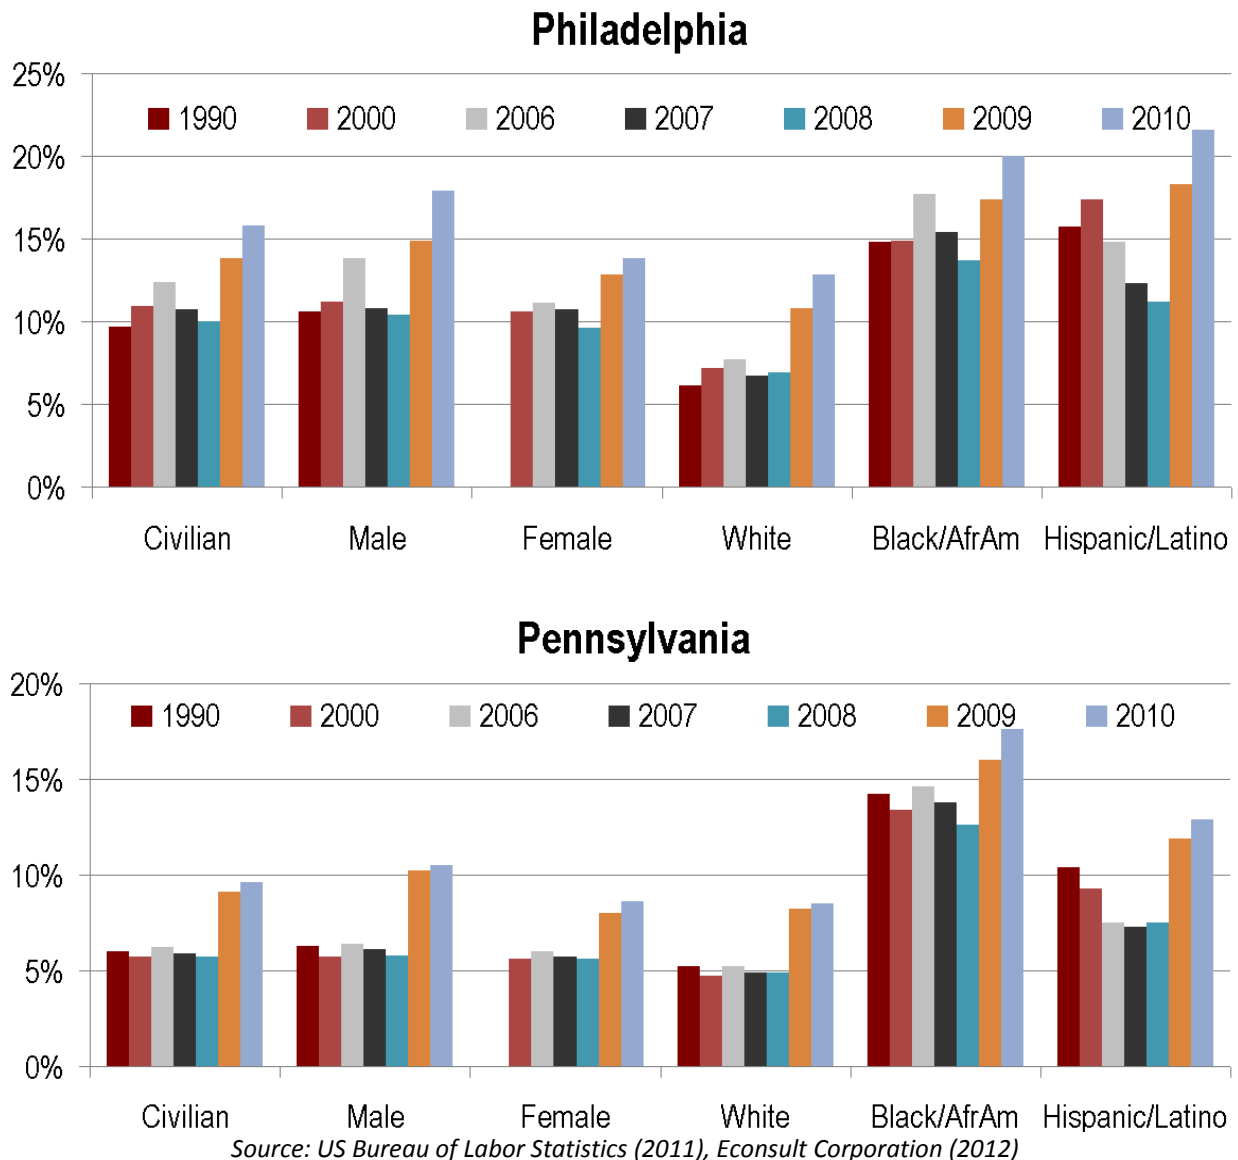 Philadelphia
25%
1990 2000 2006 2007 2008 2009 2010
20%
15%
10%
5%
0%
Civilian Male Female White Black/AfrAm Hispanic/Latino
Pennsylvania
20%
1990 2000 2006 2007 2008 2009 2010
15%
10%
5%
0%
Civilian Male Female White Black/AfrAm Hispanic/Latino
Source: US Bureau of Labor Statistics (2011), Econsult Corporation (2012)